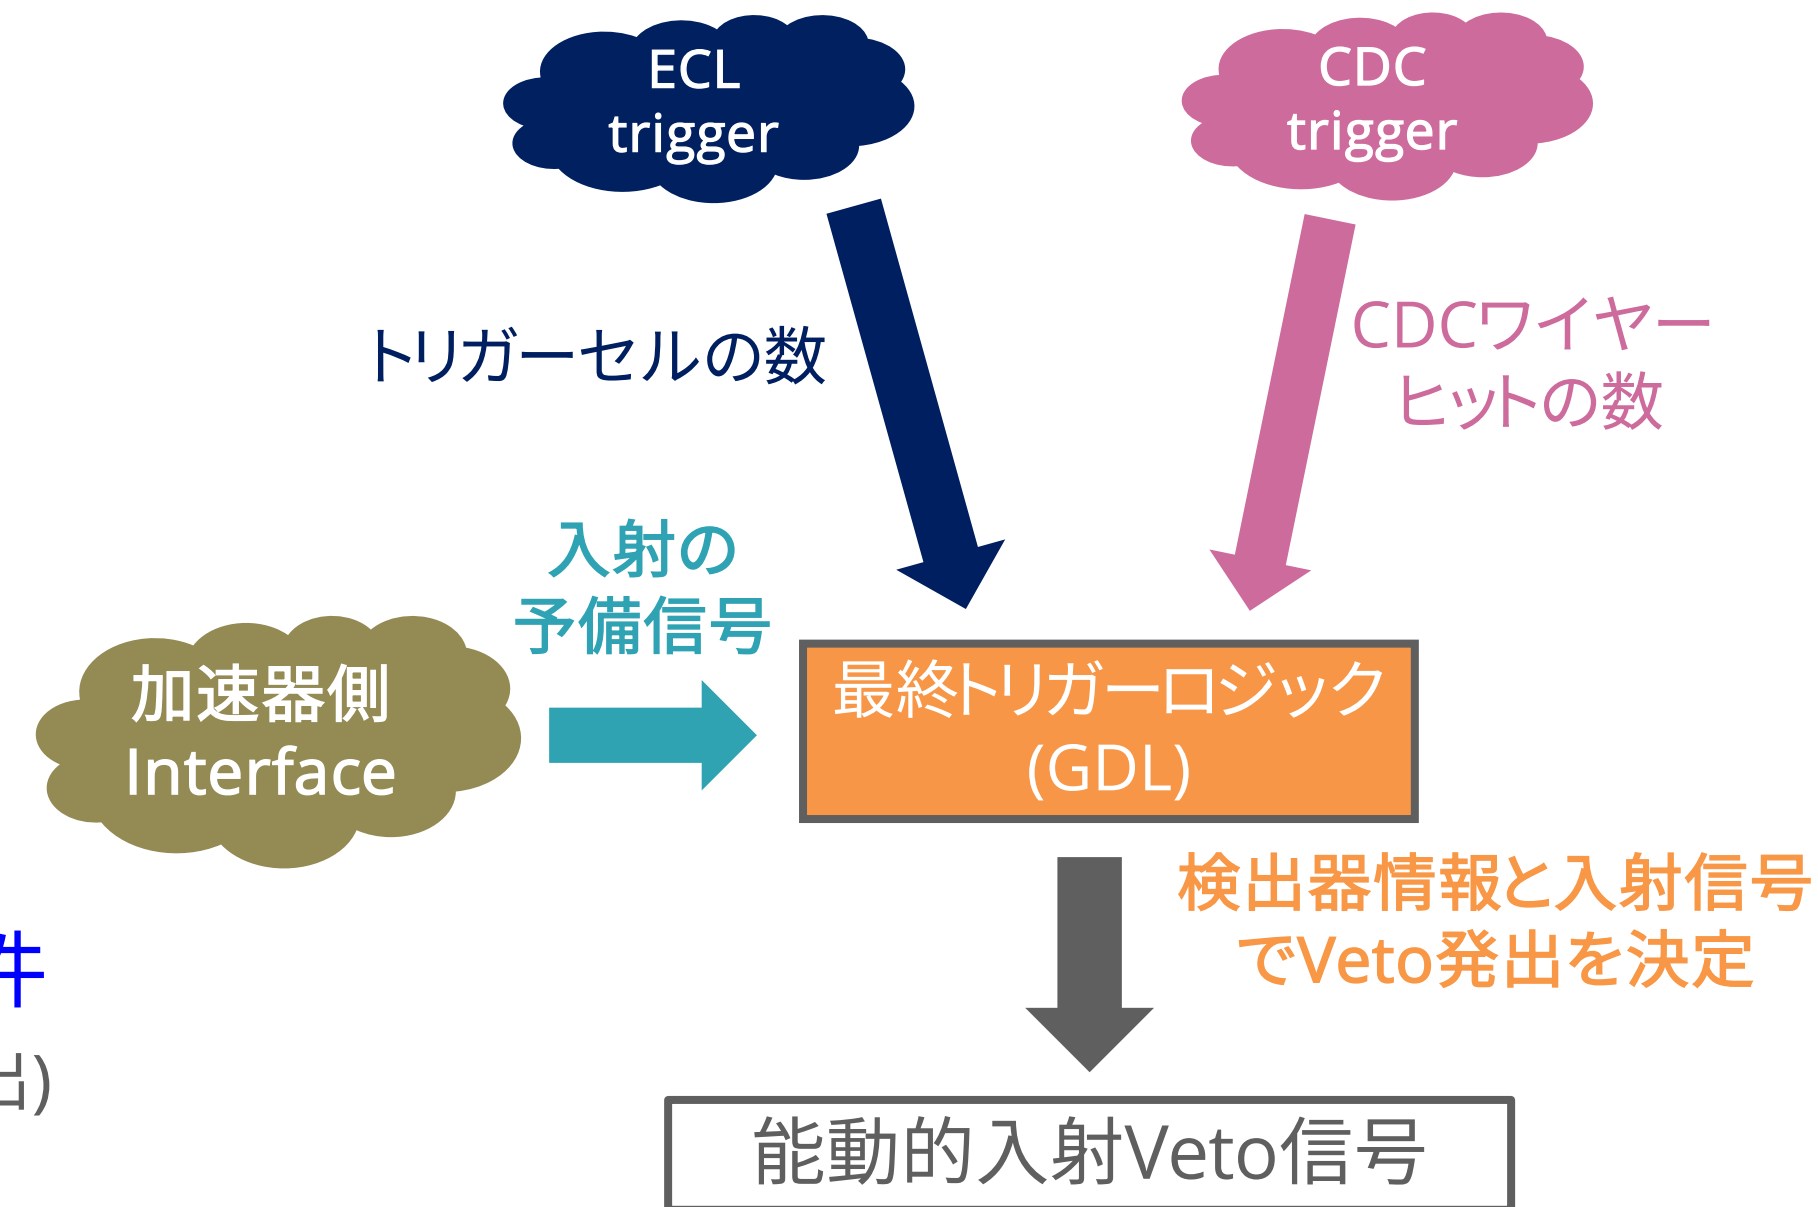 ECL
trigger
CDC
trigger
トリガーセルの数
CDCワイヤー
ヒットの数
入射の
予備信号
加速器側
Interface
最終トリガーロジック
(GDL)
検出器情報と入射信号
でVeto発出を決定
件
出)
能動的入射Veto信号